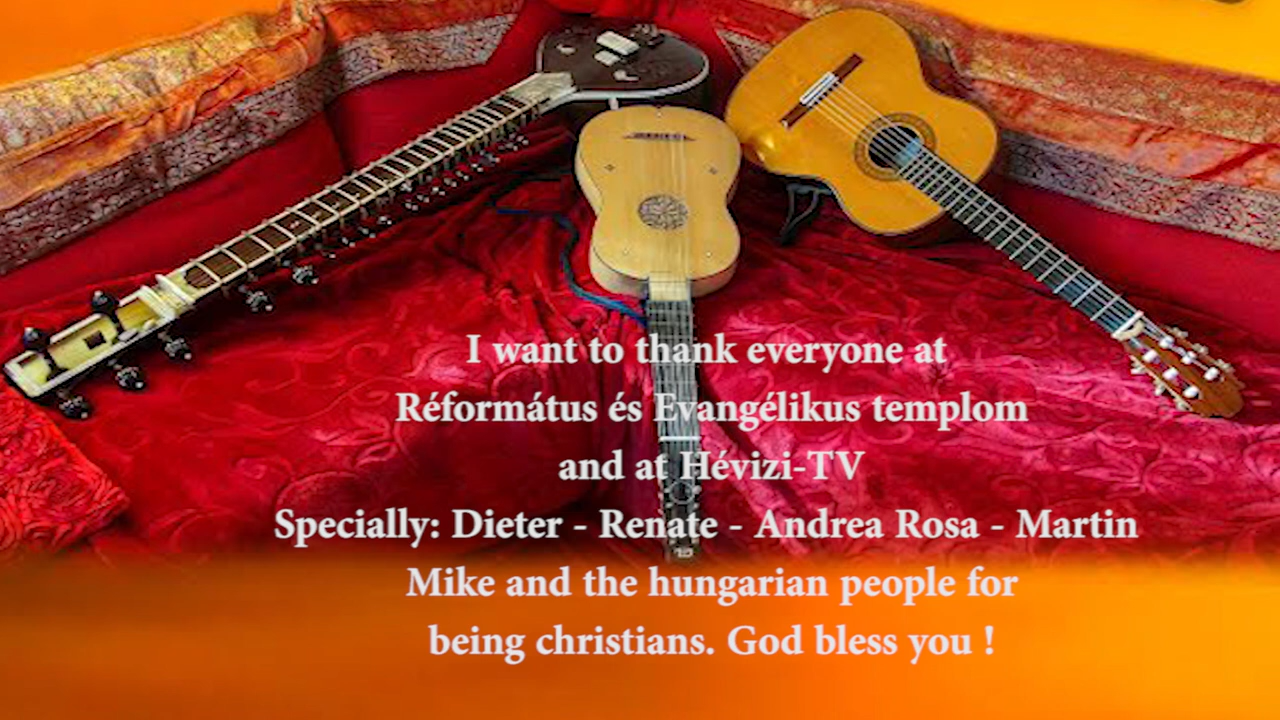 I want to thank everyone at
Réformátus és Evangélikus templom
and at Hévizi-TV
Specially: Dieter - Renate - Andrea Rosa - Martin
Mike and the hungarian people for
being christians. God bless you !